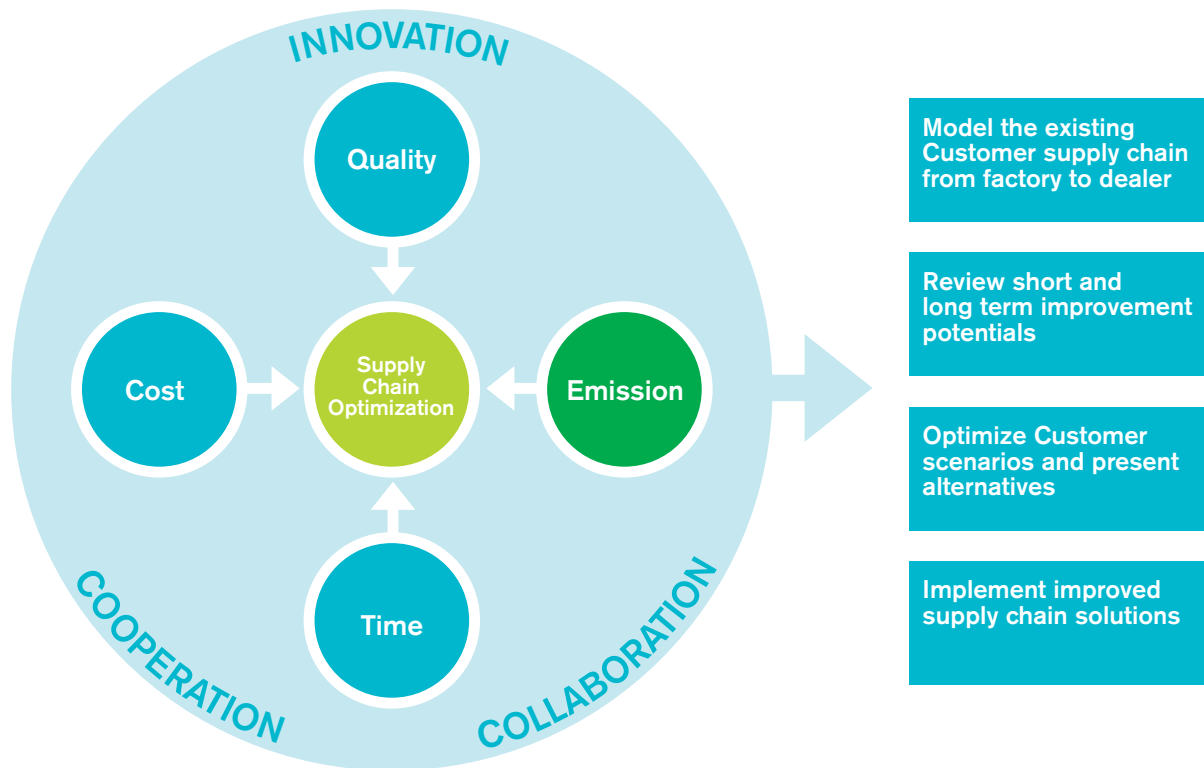 INNOVATION
Quality
Cost
Supply
Chain
Optimization
Emission
Time
COOPERATION
COLLABORATION
Model the existing
Customer supply chain
from factory to dealer
Review short and
long term improvement
potentials
Optimize Customer
scenarios and present
alternatives
Implement improved
supply chain solutions